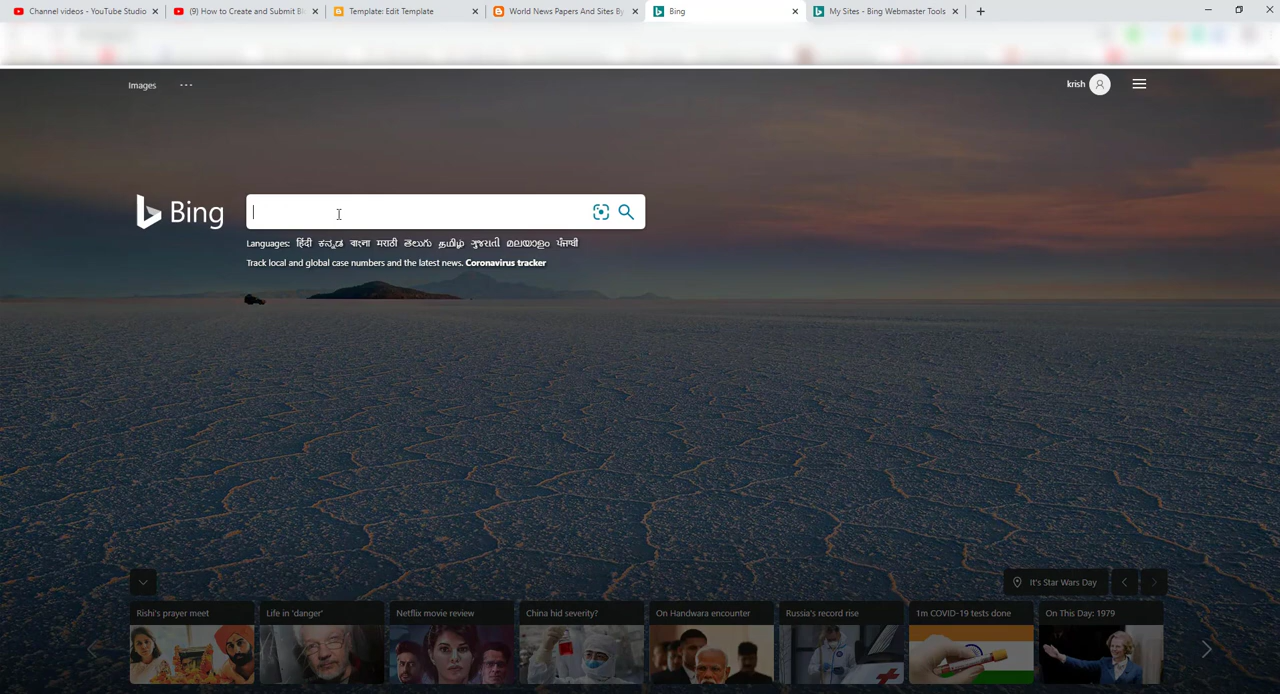 Channel videos - YouTube Studio
(9) How to Create and Submit Bl
Template: Edit Template
World News Papers And Sites By
Bing
My Sites - Bing Webmaster Tools
Images
krish
Bing
Languages: हिंदी ಕನ್ನಡ বাংলা मराठी తెలుగు தமிழ் ગુજરાતી മലയാളം ਪੰਜਾਬੀ
Track local and global case numbers and the latest news. Coronavirus tracker
It's Star Wars Day
Rishi's prayer meet
Life in 'danger'
Netflix movie review
China hid severity?
On Handwara encounter
Russia's record rise
1m COVID-19 tests done
On This Day: 1979